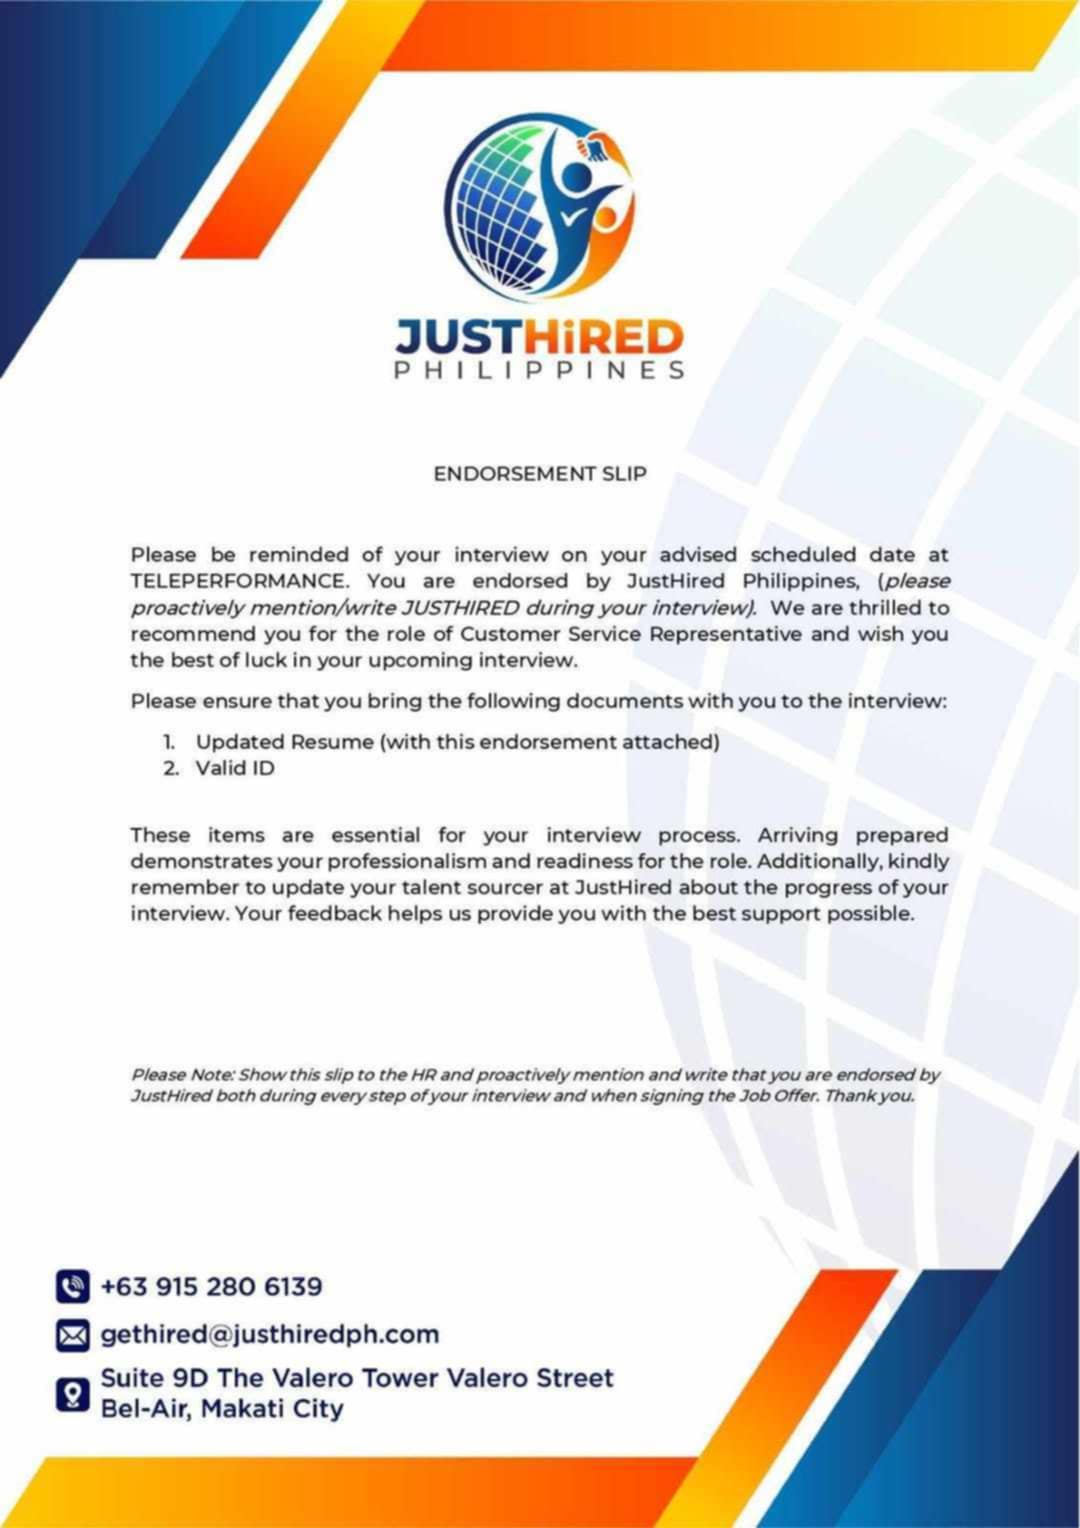 JUSTHiRED
PHILIPPINES
ENDORSEMENT SLIP
Please be reminded of your interview on your advised scheduled date at
TELEPERFORMANCE. You are endorsed by JustHired Philippines, (please
proactively mention/write JUSTHIRED during your interview). We are thrilled to
recommend you for the role of Customer Service Representative and wish you
the best of luck in your upcoming interview.
Please ensure that you bring the following documents with you to the interview:
1. Updated Resume (with this endorsement attached)
2. Valid ID
These items are essential for your interview process. Arriving prepared
demonstrates your professionalism and readiness for the role. Additionally, kindly
remember to update your talent sourcer at JustHired about the progress of your
interview. Your feedback helps us provide you with the best support possible.
Please Note: Show this slip to the HR and proactively mention and write that you are endorsed by
JustHired both during every step of your interview and when signing the Job Offer. Thank you.
+63 915 280 6139
gethired@justhiredph.com
Suite 9D The Valero Tower Valero Street
Bel-Air, Makati City